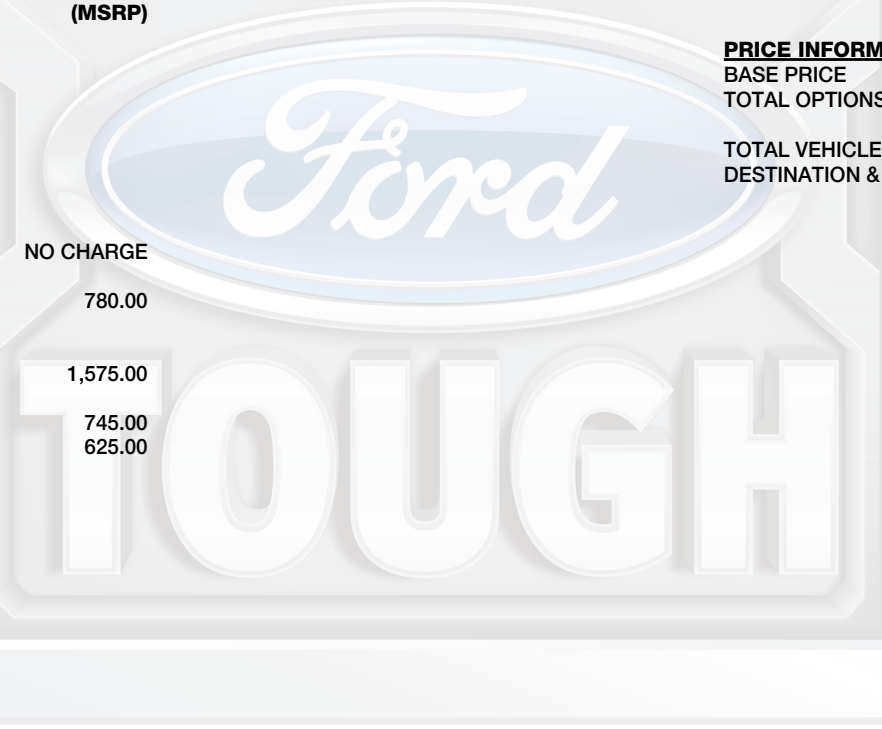 (MSRP)
NO CHARGE
780.00
1,575.00
745.00
625.00
PRICE INFORM
BASE PRICE
TOTAL OPTIONS
TOTAL VEHICLE
DESTINATION &
Ford
TOUGH